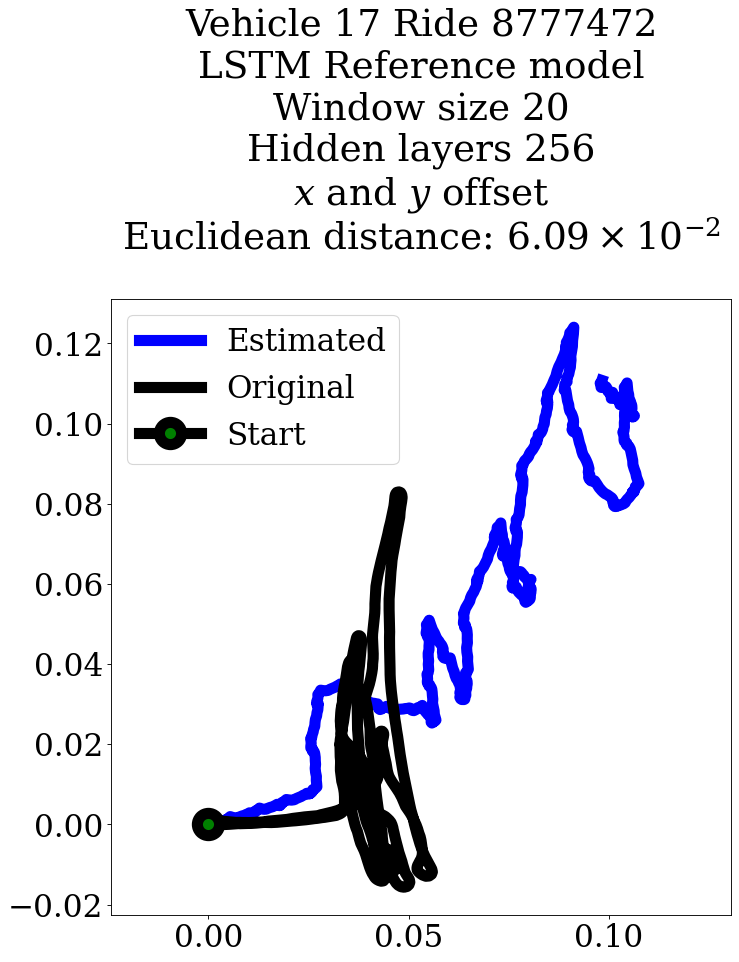 Vehicle 17 Ride 8777472
LSTM Reference model
Window size 20
Hidden layers 256
x and y offset
Euclidean distance: 6.09 × 10⁻²
Estimated
Original
Start
0.12
0.10
0.08
0.06
0.04
0.02
0.00
−0.02
0.00 0.05 0.10